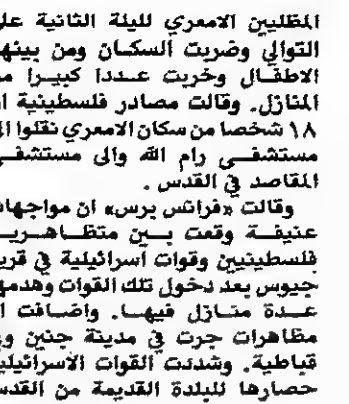 المظليين الامعري لليلة الثانية على
التوالي وضربت السكان ومن بينهم
الاطفال وخربت عددا كبيرا من
المنازل. وقالت مصادر فلسطينية ان
١٨ شخصا من سكان الامعري نقلوا الى
مستشفى رام الله والى مستشفى
المقاصد في القدس .
وقالت «فرانس برس» ان مواجهات
عنيفة وقعت بين متظاهرين
فلسطينيين وقوات اسرائيلية في قرية
جيوس بعد دخول تلك القوات وهدمها
عدة منازل فيها. واضافت ان
مظاهرات جرت في مدينة جنين وفي
قباطية. وشددت القوات الاسرائيلية
حصارها للبلدة القديمة من القدس